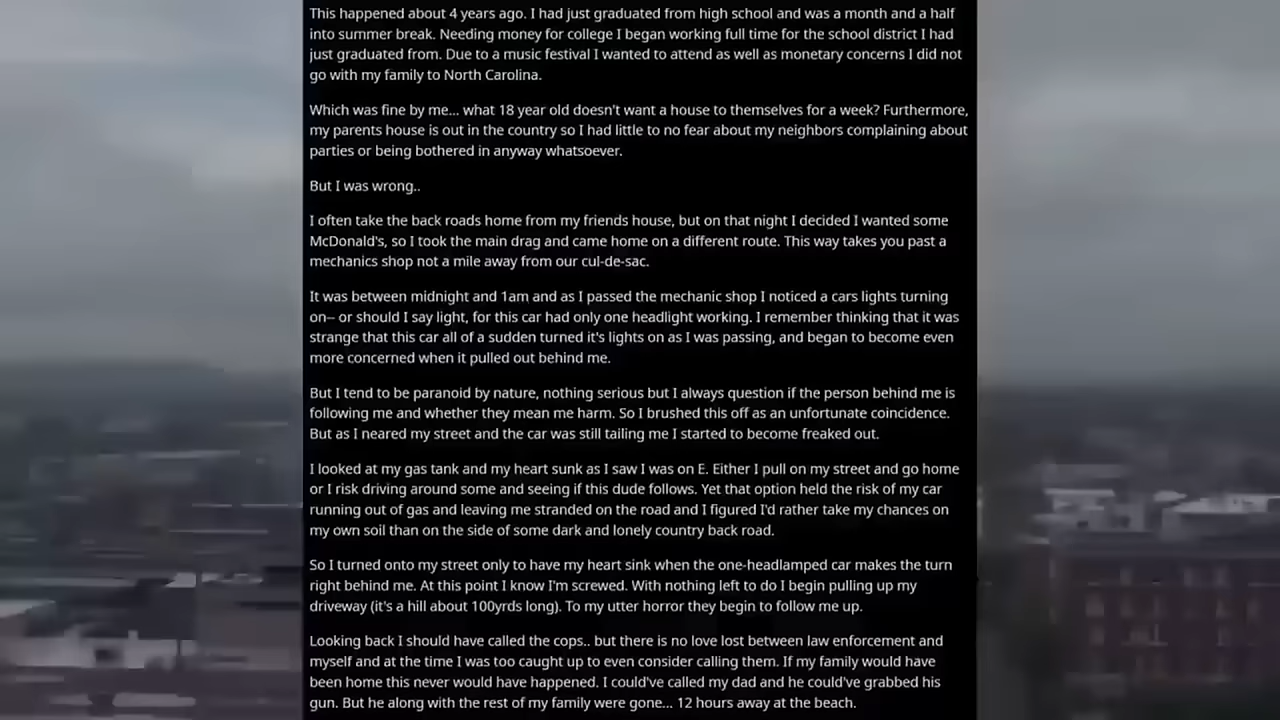 This happened about 4 years ago. I had just graduated from high school and was a month and a half
into summer break. Needing money for college I began working full time for the school district I had
just graduated from. Due to a music festival I wanted to attend as well as monetary concerns I did not
go with my family to North Carolina.
Which was fine by me... what 18 year old doesn't want a house to themselves for a week? Furthermore,
my parents house is out in the country so I had little to no fear about my neighbors complaining about
parties or being bothered in anyway whatsoever.
But I was wrong..
I often take the back roads home from my friends house, but on that night I decided I wanted some
McDonald's, so I took the main drag and came home on a different route. This way takes you past a
mechanics shop not a mile away from our cul-de-sac.
It was between midnight and 1am and as I passed the mechanic shop I noticed a cars lights turning
on-- or should I say light, for this car had only one headlight working. I remember thinking that it was
strange that this car all of a sudden turned it's lights on as I was passing, and began to become even
more concerned when it pulled out behind me.
But I tend to be paranoid by nature, nothing serious but I always question if the person behind me is
following me and whether they mean me harm. So I brushed this off as an unfortunate coincidence.
But as I neared my street and the car was still tailing me I started to become freaked out.
I looked at my gas tank and my heart sunk as I saw I was on E. Either I pull on my street and go home
or I risk driving around some and seeing if this dude follows. Yet that option held the risk of my car
running out of gas and leaving me stranded on the road and I figured I'd rather take my chances on
my own soil than on the side of some dark and lonely country back road.
So I turned onto my street only to have my heart sink when the one-headlamped car makes the turn
right behind me. At this point I know I'm screwed. With nothing left to do I begin pulling up my
driveway (it's a hill about 100yrds long). To my utter horror they begin to follow me up.
Looking back I should have called the cops.. but there is no love lost between law enforcement and
myself and at the time I was too caught up to even consider calling them. If my family would have
been home this never would have happened. I could've called my dad and he could've grabbed his
gun. But he along with the rest of my family were gone... 12 hours away at the beach.